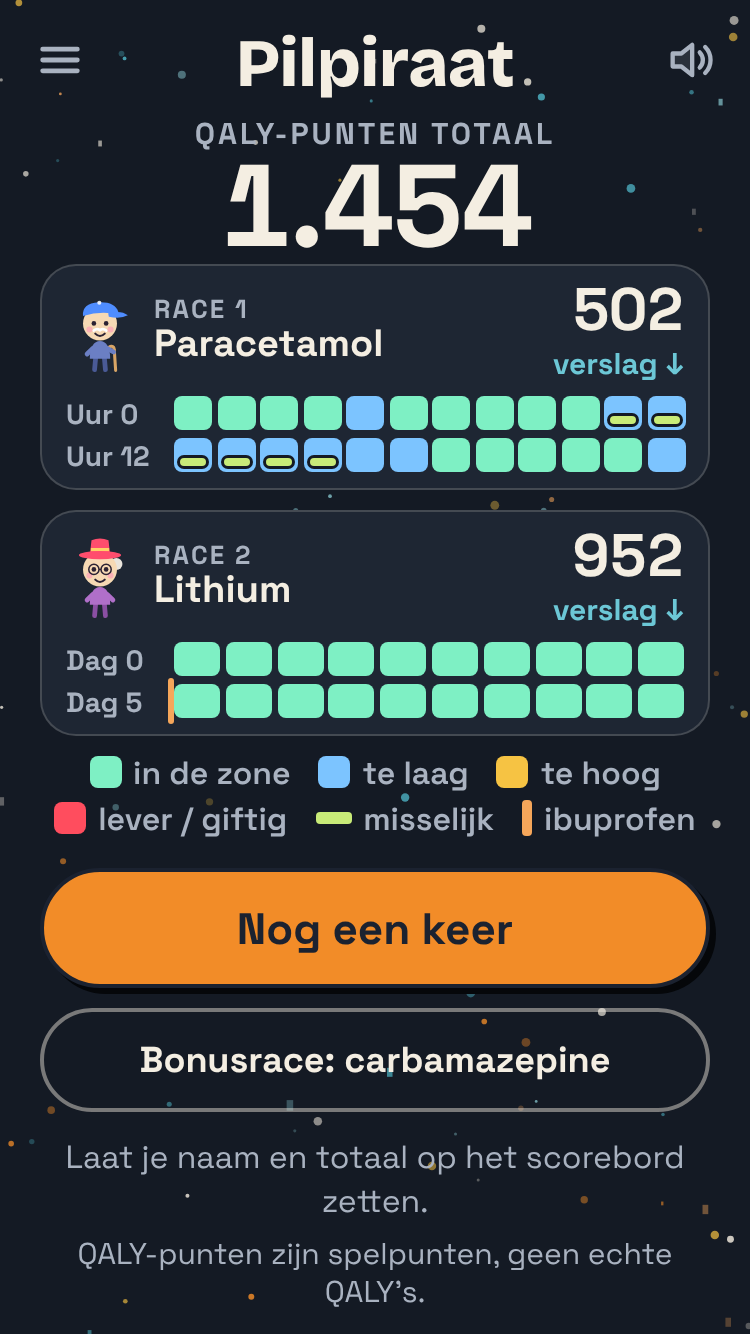 Pilpiraat
QALY-PUNTEN TOTAAL
1.454
RACE 1
Paracetamol
502
verslag ↓
Uur 0
Uur 12
RACE 2
Lithium
952
verslag ↓
Dag 0
Dag 5
in de zone te laag te hoog
lever / giftig misselijk ibuprofen
Nog een keer
Bonusrace: carbamazepine
Laat je naam en totaal op het scorebord
zetten.
QALY-punten zijn spelpunten, geen echte
QALY's.